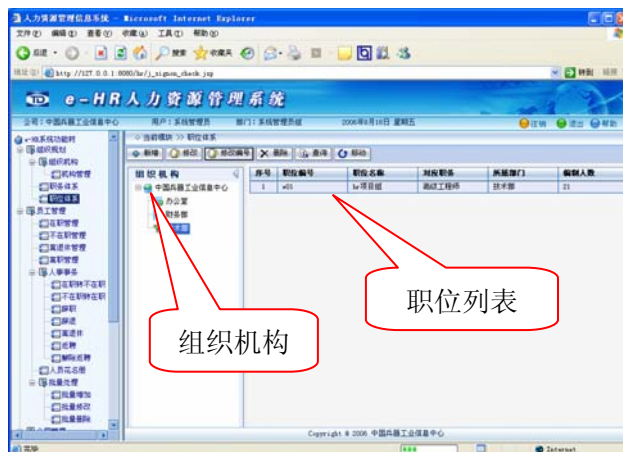 人力资源管理信息系统 - Microsoft Internet Explorer
文件(F) 编辑(E) 查看(V) 收藏(A) 工具(T) 帮助(H)
后退 搜索 收藏夹
地址(D) http://127.0.0.1:8080/hr/j_signon_check.jsp 转到 链接
e-HR人力资源管理系统
公司：中国兵器工业信息中心 用户：系统管理员 部门：系统管理员组 2006年8月18日 星期五 注销 退出 帮助
e-HR系统功能树
组织规划
组织机构
机构管理
职务体系
职位体系
员工管理
在职管理
不在职管理
离退休管理
离职管理
人事事务
在职转不在职
不在职转在职
辞职
辞退
离退休
返聘
解除返聘
人员花名册
批量处理
批量增加
批量修改
批量删除
当前模块 >> 职位体系
新增 修改 修改编号 删除 查询 移动
组织机构
中国兵器工业信息中心
办公室
财务部
技术部
序号 职位编号 职位名称 对应职务 所属部门 编制人数
1 w01 hr项目组 高级工程师 技术部 21
职位列表
组织机构
Copyright © 2006 中国兵器工业信息中心
完毕 Internet